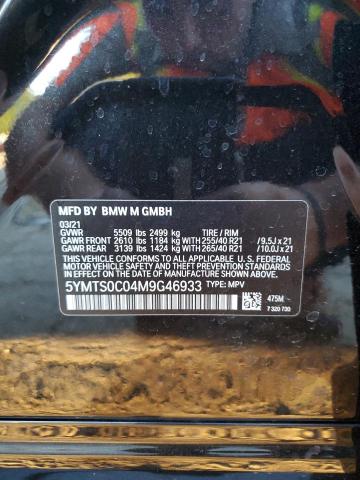 MFD BY BMW M GMBH
03/21
GVWR 5509 lbs 2499 kg TIRE / RIM
GAWR FRONT 2610 lbs 1184 kg WITH 255/40 R21 / 9.5J x 21
GAWR REAR 3139 lbs 1424 kg WITH 265/40 R21 / 10.0J x 21
THIS VEHICLE CONFORMS TO ALL APPLICABLE U.S. FEDERAL
MOTOR VEHICLE SAFETY, BUMPER, AND THEFT PREVENTION
STANDARDS IN EFFECT ON THE DATE OF MANUFACTURE SHOWN ABOVE.
5YMTS0C04M9G46933 TYPE: MPV
475M
7 320 730